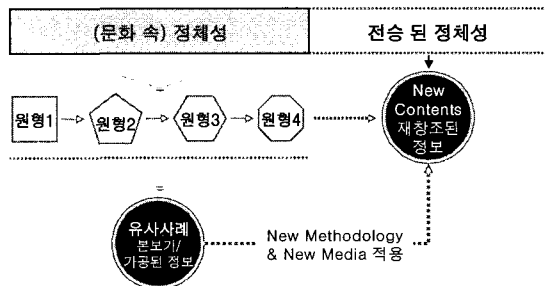 (문화 속) 정체성
전승 된 정체성
원형1
원형2
원형3
원형4
New
Contents
재창조된
정보
유사사례
본보기/
가공된 정보
New Methodology
& New Media 적용